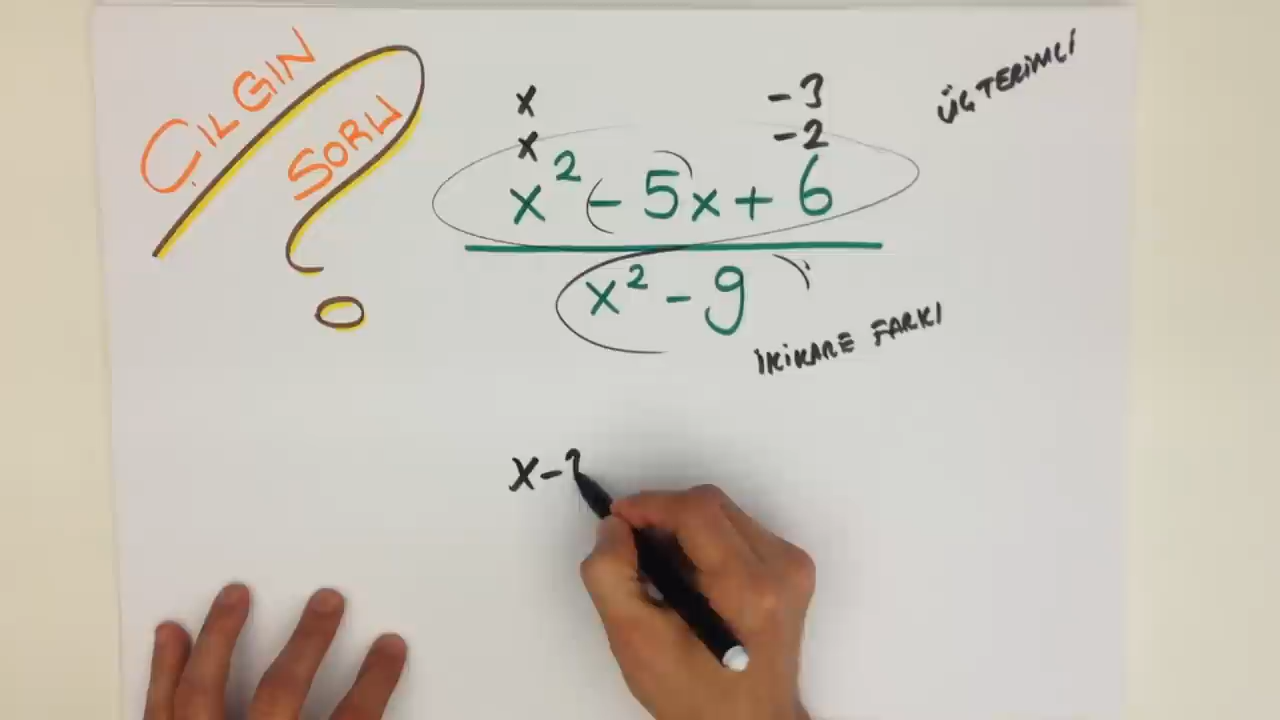 ÇILGIN
SORU
x -3
x -2
x² - 5x + 6
x² - 9
ÜÇTERİMLİ
İKİKARE FARKI
x -